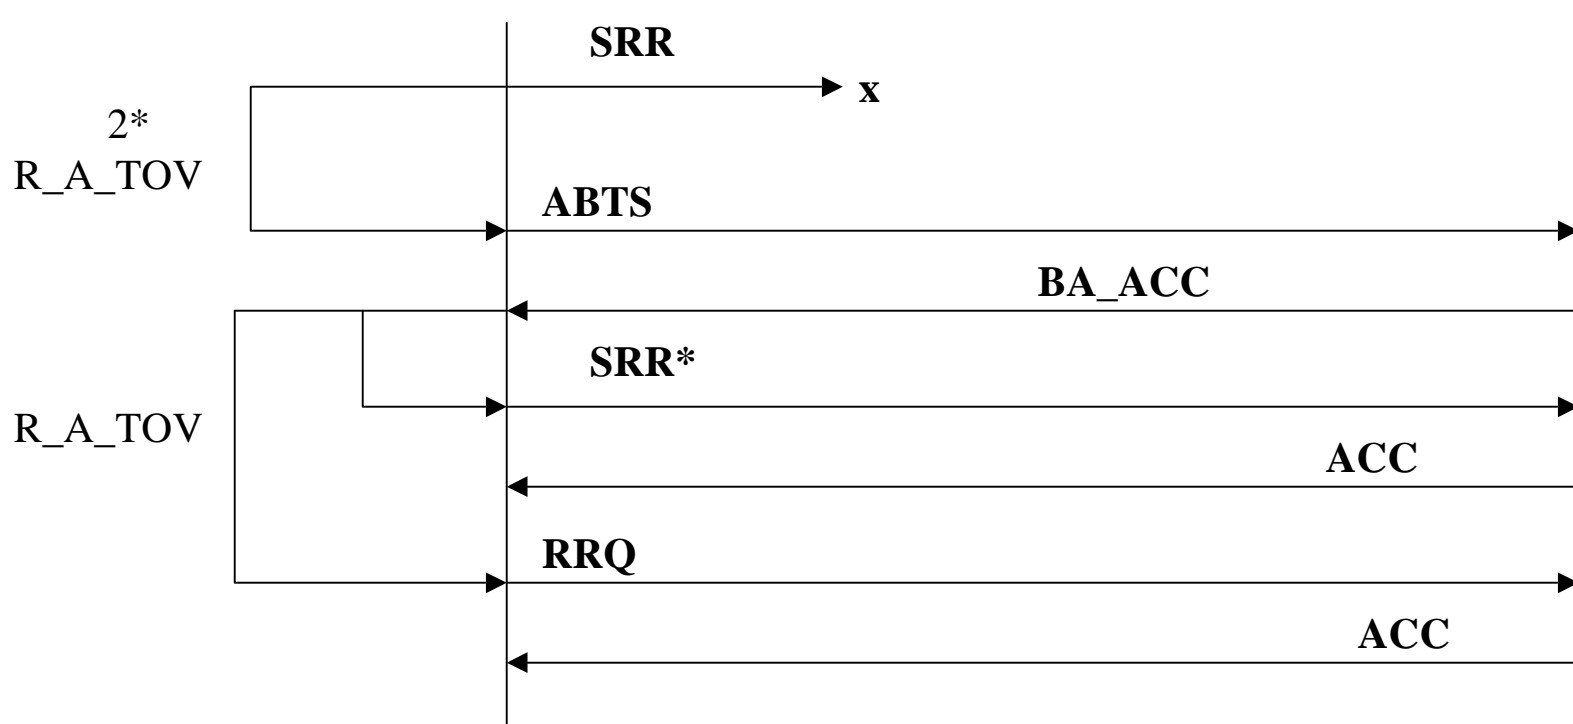 SRR
x
2*
R_A_TOV
ABTS
BA_ACC
SRR*
R_A_TOV
ACC
RRQ
ACC